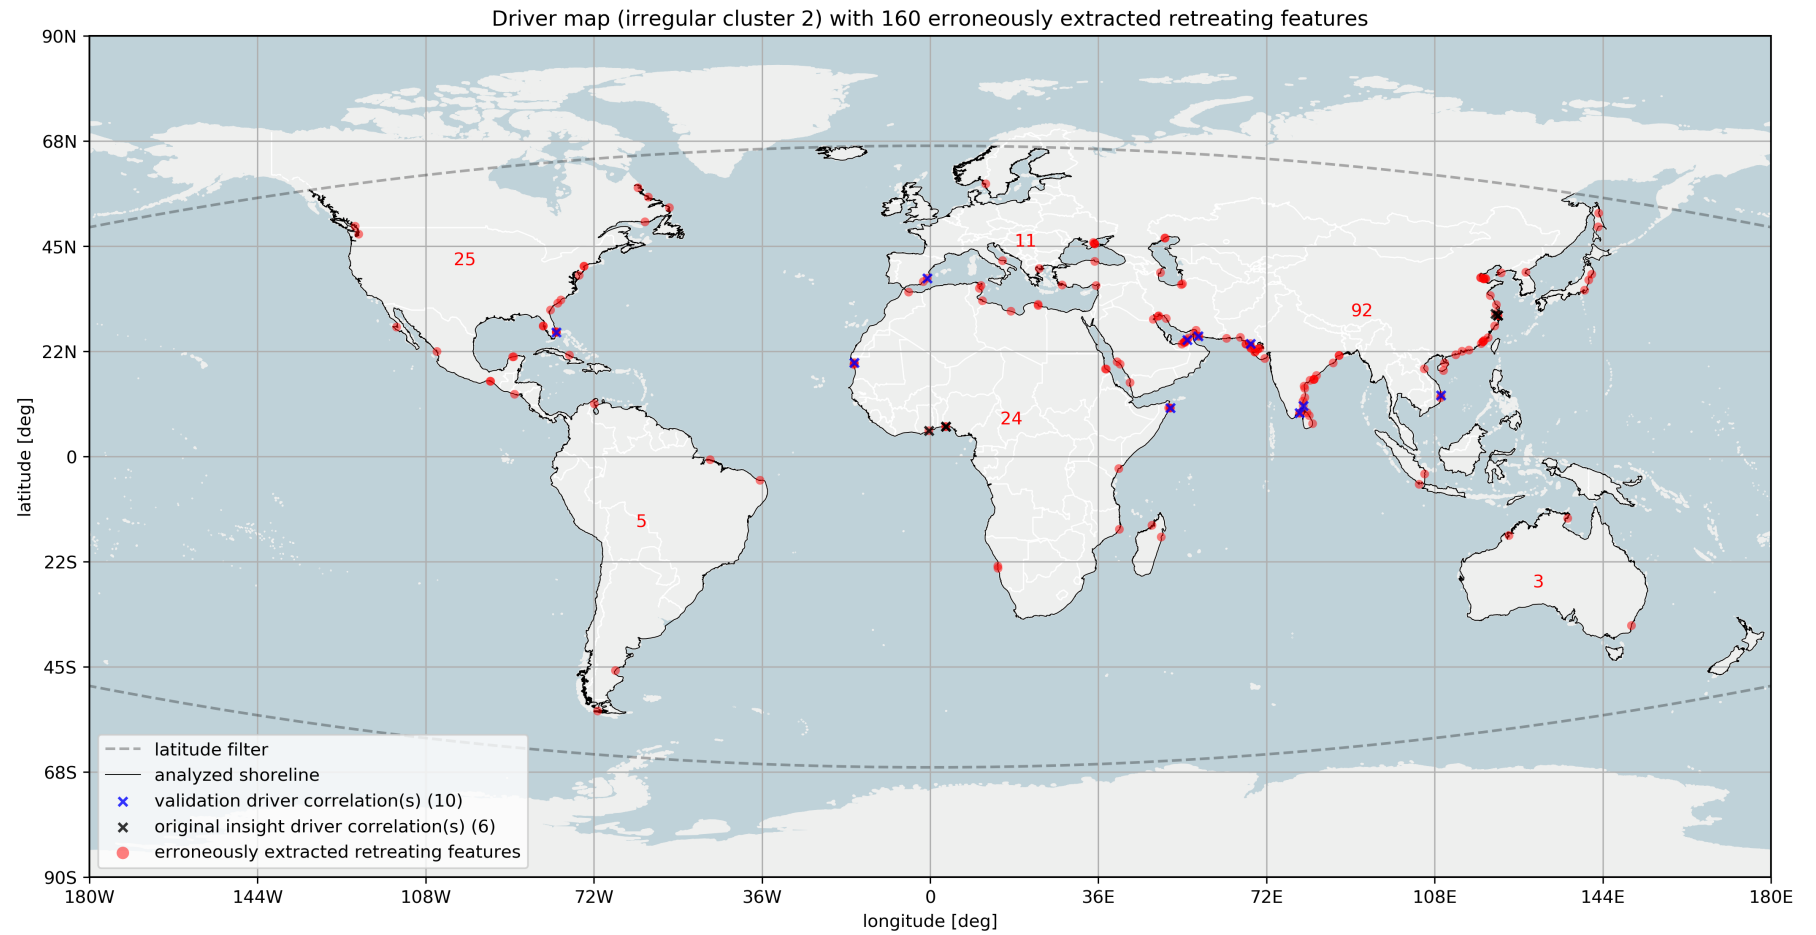 Driver map (irregular cluster 2) with 160 erroneously extracted retreating features
90N
68N
45N
22N
0
22S
45S
68S
90S
latitude [deg]
25
11
92
24
5
3
latitude filter
analyzed shoreline
validation driver correlation(s) (10)
original insight driver correlation(s) (6)
erroneously extracted retreating features
180W
144W
108W
72W
36W
0
36E
72E
108E
144E
180E
longitude [deg]